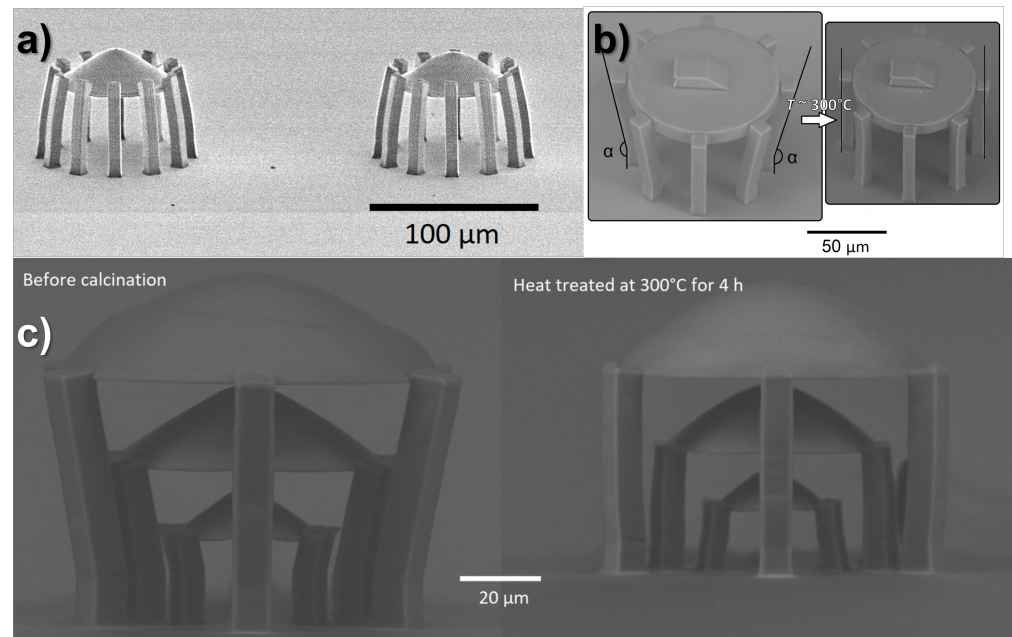 a)
100 μm
b)
T ~ 300°C
α
α
50 μm
Before calcination
Heat treated at 300°C for 4 h
c)
20 μm